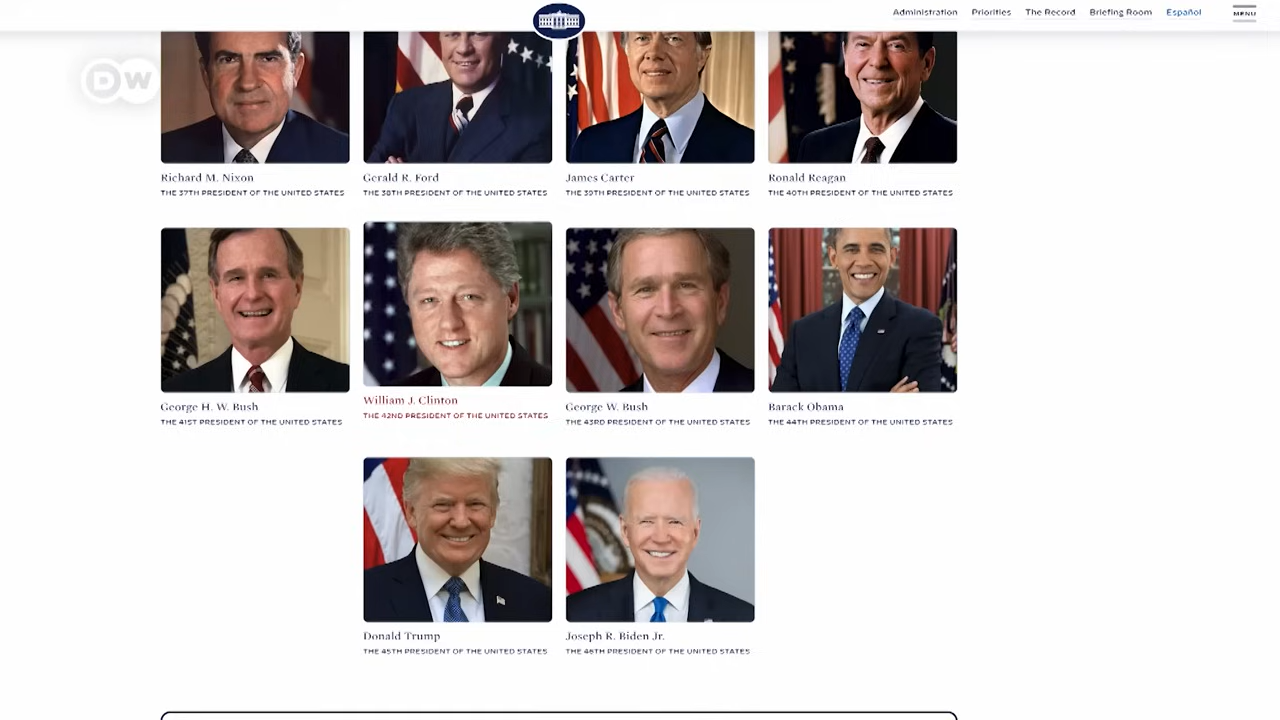 Administration Priorities The Record Briefing Room Español MENU
DW
Richard M. Nixon
THE 37TH PRESIDENT OF THE UNITED STATES
Gerald R. Ford
THE 38TH PRESIDENT OF THE UNITED STATES
James Carter
THE 39TH PRESIDENT OF THE UNITED STATES
Ronald Reagan
THE 40TH PRESIDENT OF THE UNITED STATES
George H. W. Bush
THE 41ST PRESIDENT OF THE UNITED STATES
William J. Clinton
THE 42ND PRESIDENT OF THE UNITED STATES
George W. Bush
THE 43RD PRESIDENT OF THE UNITED STATES
Barack Obama
THE 44TH PRESIDENT OF THE UNITED STATES
Donald Trump
THE 45TH PRESIDENT OF THE UNITED STATES
Joseph R. Biden Jr.
THE 46TH PRESIDENT OF THE UNITED STATES